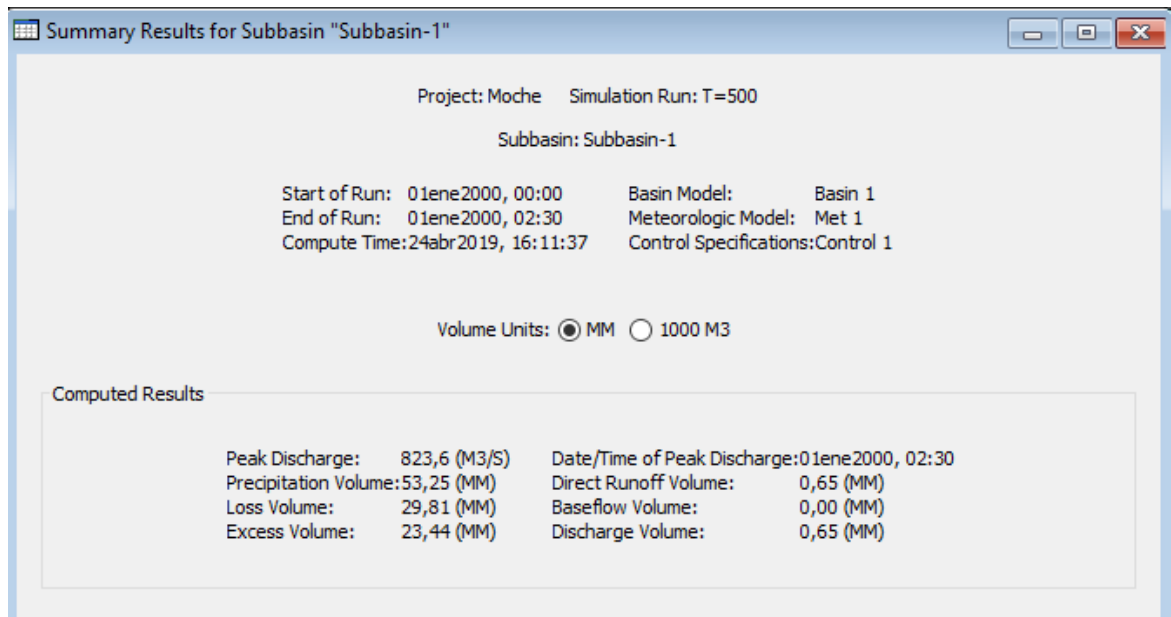 Summary Results for Subbasin "Subbasin-1"
Project: Moche Simulation Run: T=500
Subbasin: Subbasin-1
Start of Run: 01ene2000, 00:00 Basin Model: Basin 1
End of Run: 01ene2000, 02:30 Meteorologic Model: Met 1
Compute Time:24abr2019, 16:11:37 Control Specifications:Control 1
Volume Units: MM 1000 M3
Computed Results
Peak Discharge: 823,6 (M3/S) Date/Time of Peak Discharge:01ene2000, 02:30
Precipitation Volume:53,25 (MM) Direct Runoff Volume: 0,65 (MM)
Loss Volume: 29,81 (MM) Baseflow Volume: 0,00 (MM)
Excess Volume: 23,44 (MM) Discharge Volume: 0,65 (MM)